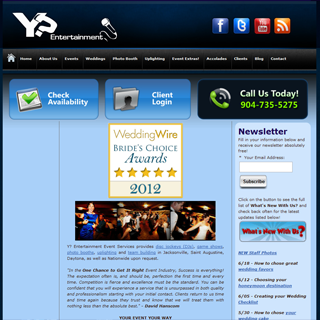 Y?
Entertainment
You Tube
Home About Us Events Weddings Photo Booth Uplighting Event Extras! Accolades Clients Blog Contact
Check
Availability
Client
Login
Call Us Today!
904-735-5275
WeddingWire
BRIDE'S CHOICE
Awards
2012
Y? Entertainment Event Services provides disc jockeys (DJs), game shows,
photo booths, uplighting and team building in Jacksonville, Saint Augustine,
Daytona, as well as Nationwide upon request.
"In the One Chance to Get It Right Event Industry, Success is everything!
The expectation often is, and should be, perfection the first time and every
time. Competition is Fierce and excellence must be the standard. You can be
confident that you will experience a service that is unsurpassed in both quality
and professionalism starting with your initial contact. Clients return to us time
and time again because they trust and know that we will treat them with
nothing less than the absolute best." - David Hanscom
YOUR EVENT YOUR WAY
Newsletter
Fill in your information below and
receive our newsletter absolutely
free!
* Your Email Address:
Subscribe
Click on the button to see the full
list of What's New With Us? and
check back often for the latest
updates listed below!
What's New With Us?
NEW Staff Photos
6/18 - How to chose great
wedding favors
6/12 - Choosing your
honeymoon destination
6/05 - Creating your Wedding
Checklist
5/30 - How to chose your
wedding cake